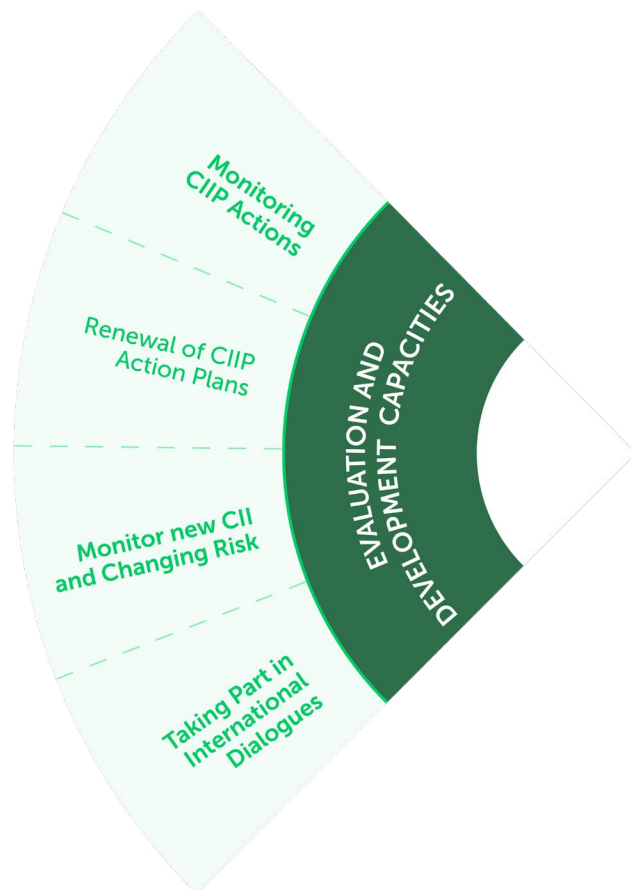 Monitoring
CIIP Actions
Renewal of CIIP
Action Plans
Monitor new CII
and Changing Risk
Taking Part in
International
Dialogues
EVALUATION AND
DEVELOPMENT CAPACITIES